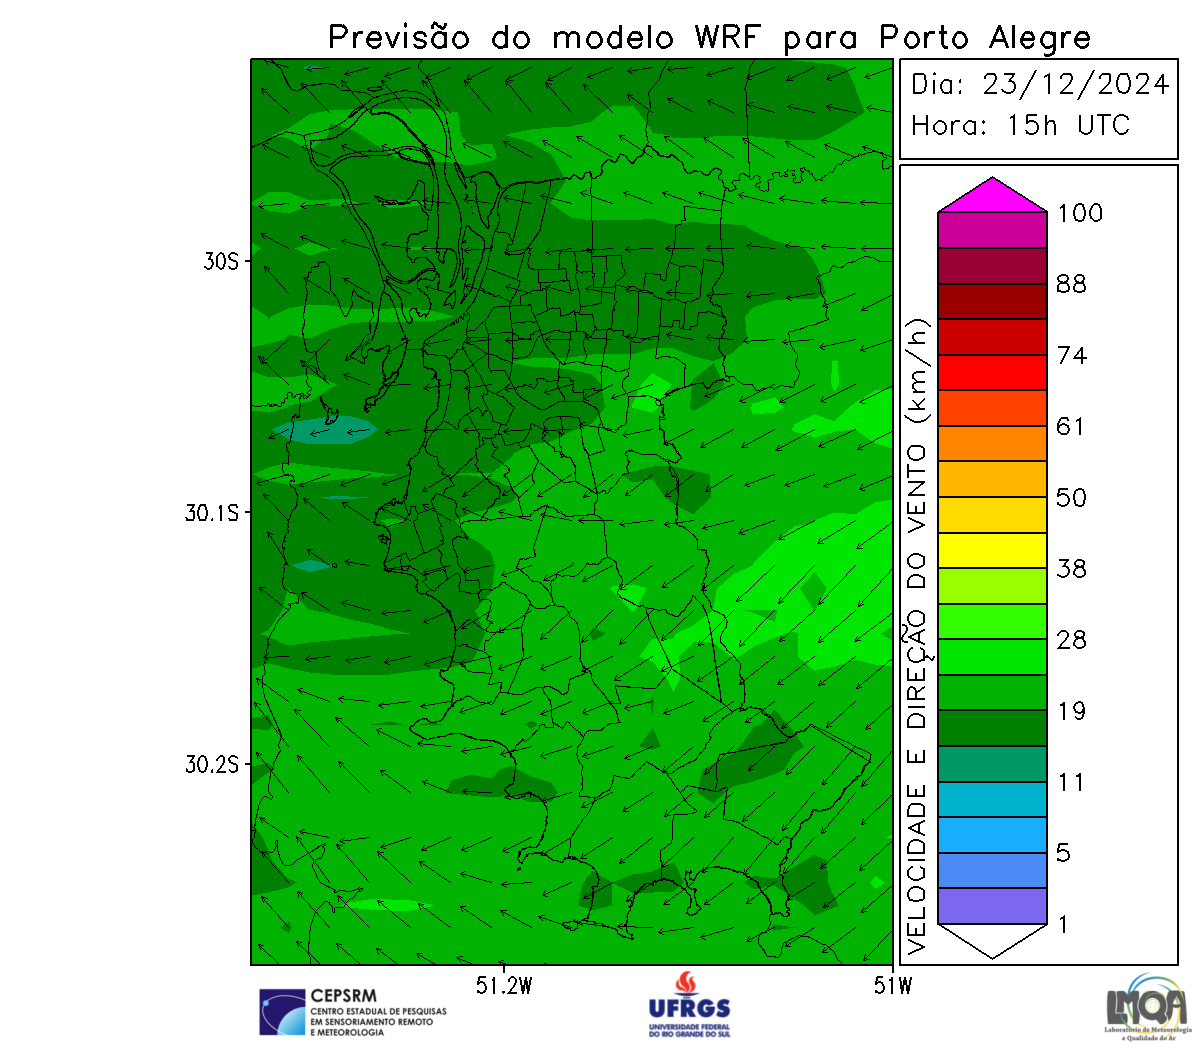 Previsão do modelo WRF para Porto Alegre
Dia: 23/12/2024
Hora: 15h UTC
30S
30.1S
30.2S
51.2W
51W
VELOCIDADE E DIREÇÃO DO VENTO (km/h)
100
88
74
61
50
38
28
19
11
5
1
CEPSRM
CENTRO ESTADUAL DE PESQUISAS
EM SENSORIAMENTO REMOTO
E METEOROLOGIA
UFRGS
UNIVERSIDADE FEDERAL
DO RIO GRANDE DO SUL
LMQA
Laboratório de Meteorologia
e Qualidade do Ar